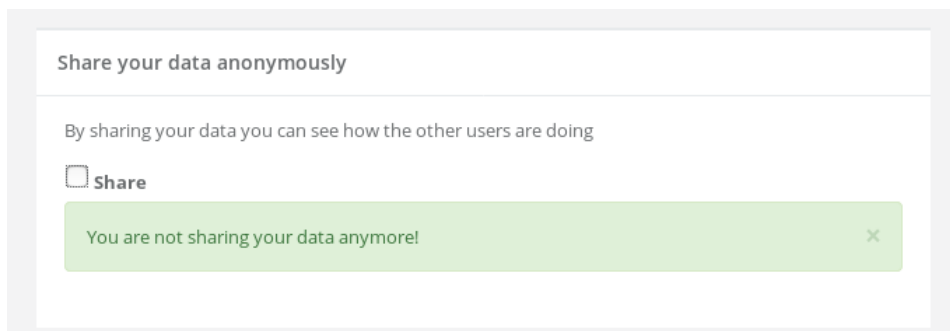 Share your data anonymously
By sharing your data you can see how the other users are doing
Share
You are not sharing your data anymore!
×